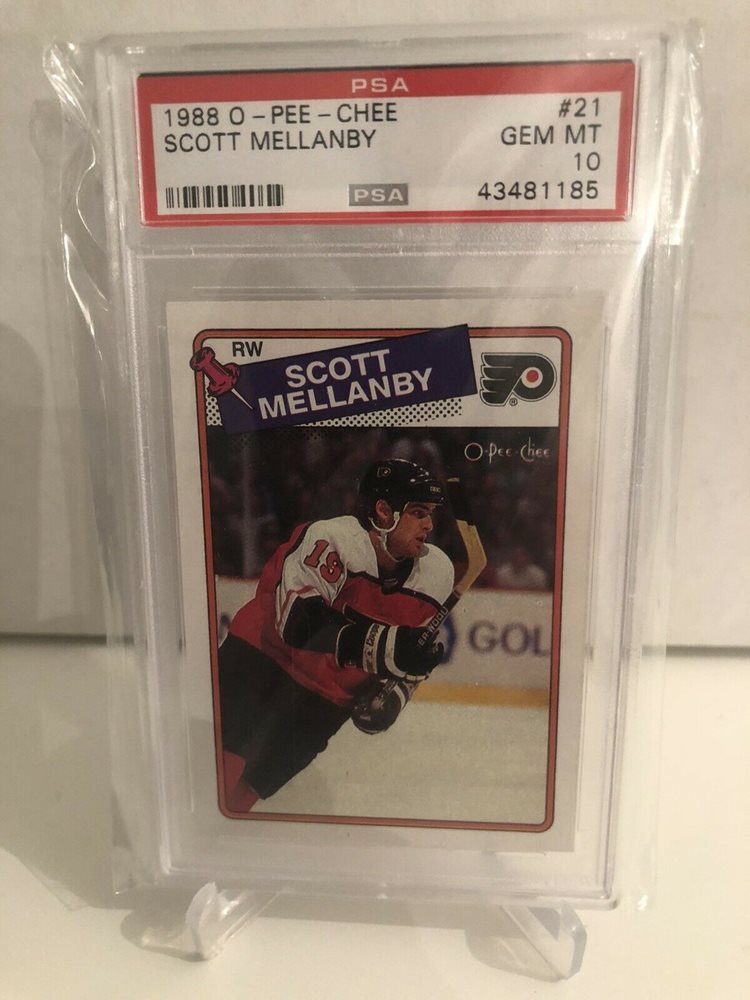 PSA
1988 O-PEE-CHEE #21
SCOTT MELLANBY GEM MT
10
PSA 43481185
RW
SCOTT
MELLANBY
O-Pee-Chee
19
GOL